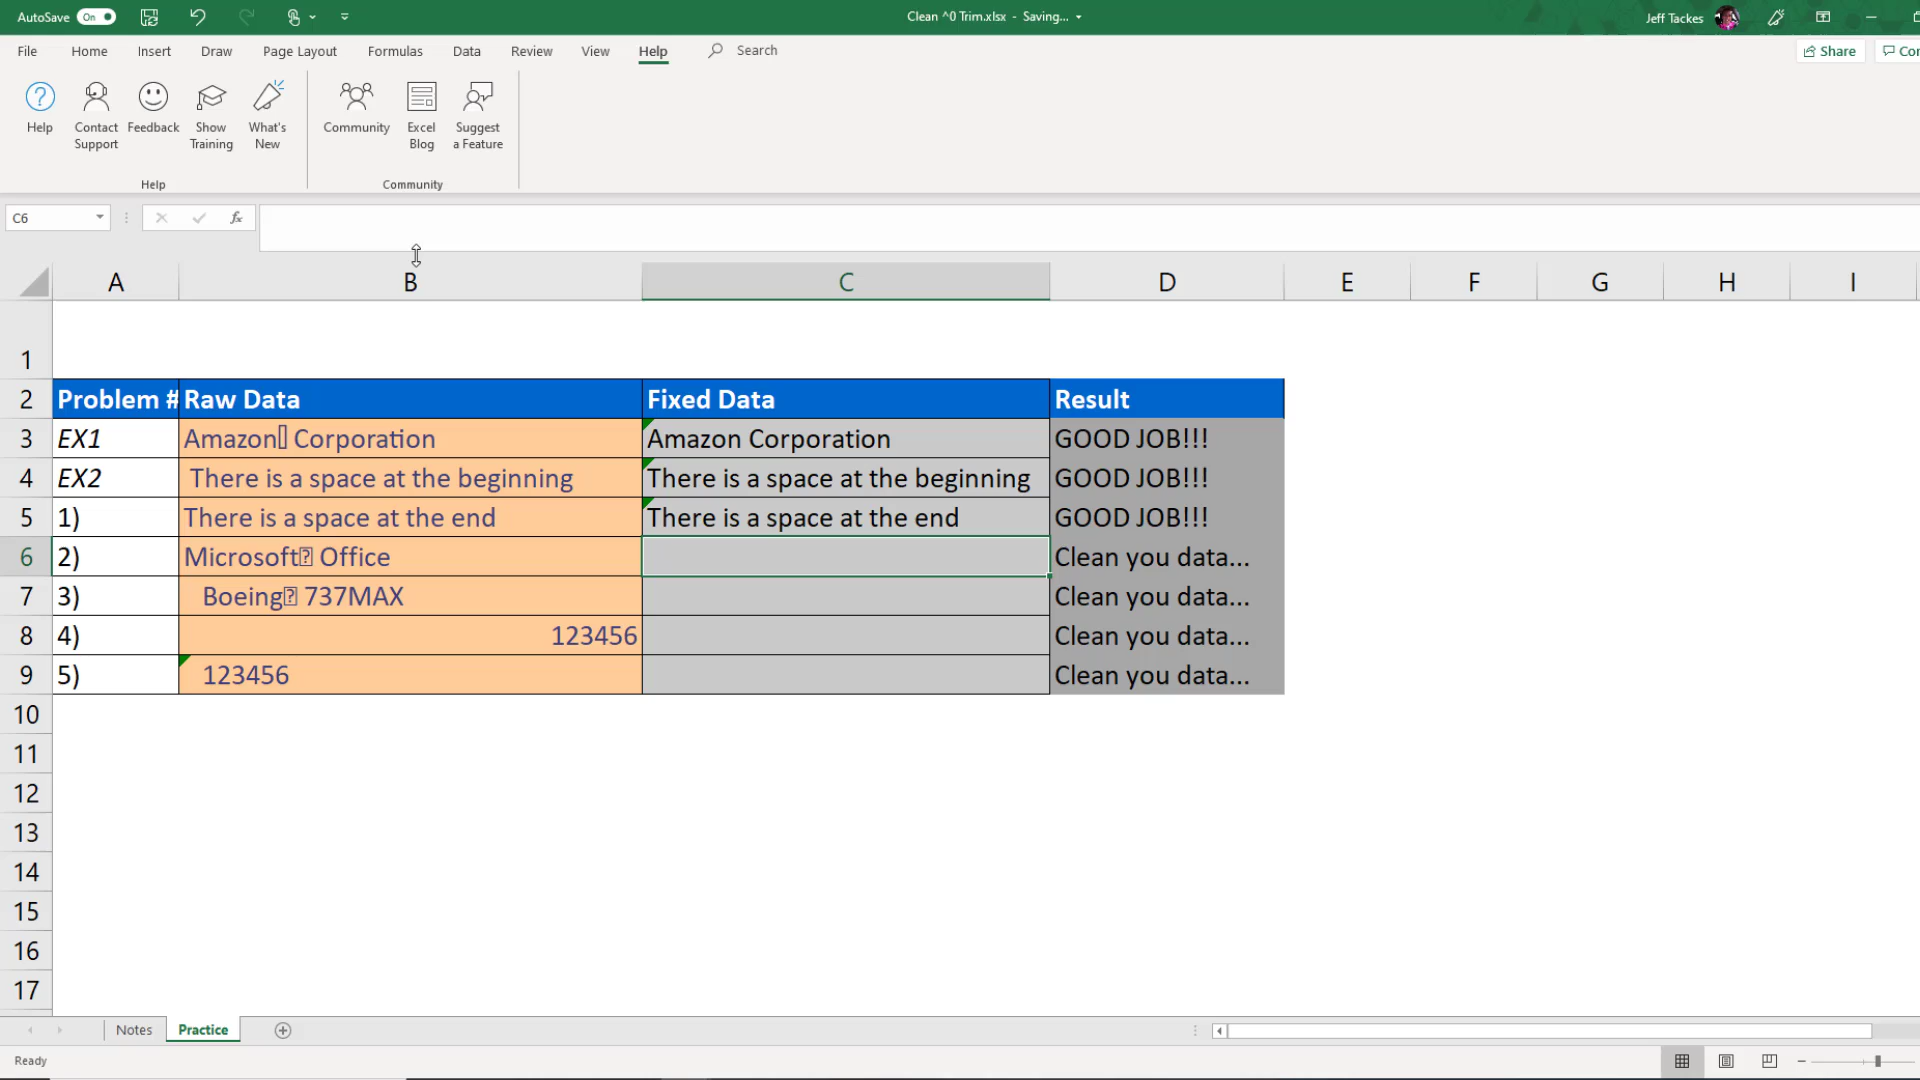 AutoSave On Clean ^0 Trim.xlsx - Saving... Jeff Tackes
File Home Insert Draw Page Layout Formulas Data Review View Help Search Share
Help Contact Support Feedback Show Training What's New Community Excel Blog Suggest a Feature
Help Community
C6 fx
A B C D E F G H I
1
2 Problem # Raw Data Fixed Data Result
3 EX1 Amazon Corporation Amazon Corporation GOOD JOB!!!
4 EX2 There is a space at the beginning There is a space at the beginning GOOD JOB!!!
5 1) There is a space at the end There is a space at the end GOOD JOB!!!
6 2) Microsoft Office Clean you data...
7 3) Boeing 737MAX Clean you data...
8 4) 123456 Clean you data...
9 5) 123456 Clean you data...
10
11
12
13
14
15
16
17
Notes Practice
Ready